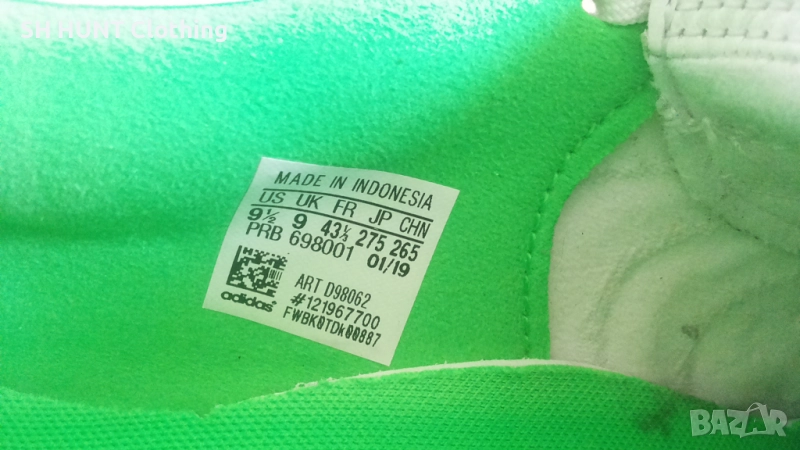 SH HUNT Clothing
MADE IN INDONESIA
US UK FR JP CHN
9½ 9 43⅓ 275 265
PRB 698001 01/19
ART D98062
#121967700
adidas
BAZAR